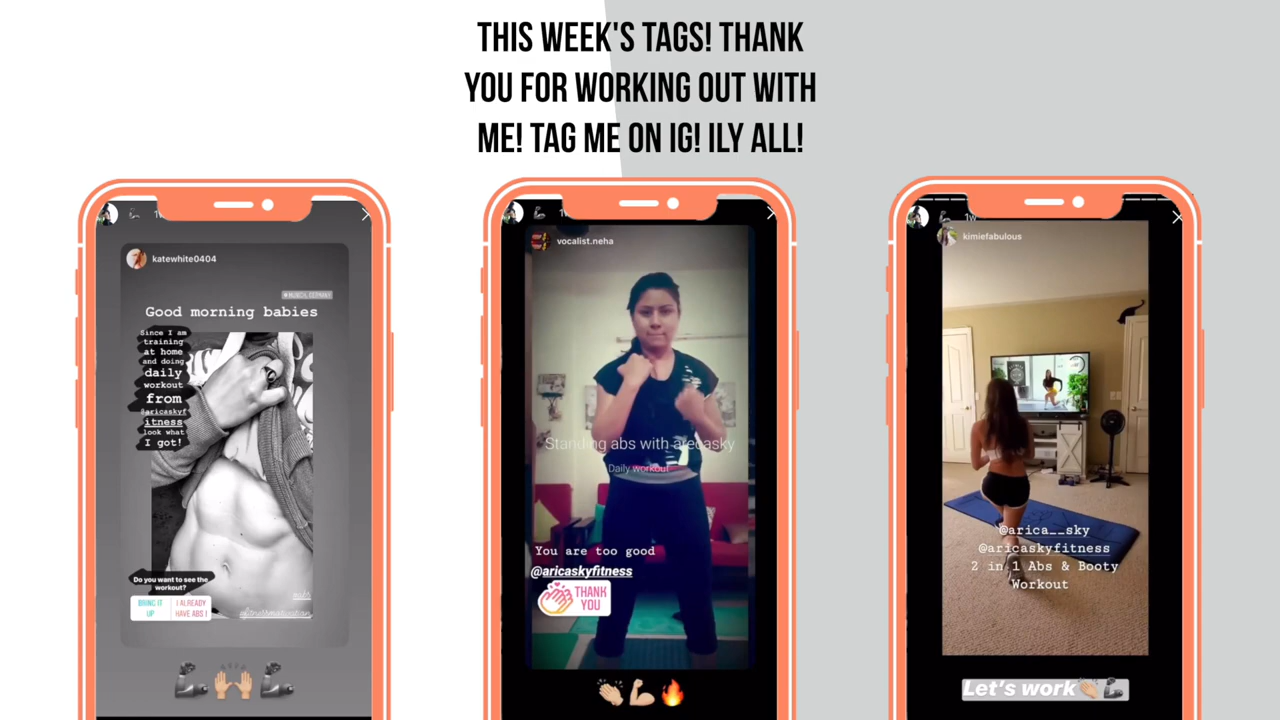 THIS WEEK'S TAGS! THANK
YOU FOR WORKING OUT WITH
ME! TAG ME ON IG! ILY ALL!
katewhite0404
Good morning babies
Since I am
training
at home
and doing
daily
workout
from
@aricaskyf
itness
look what
I got!
Do you want to see the
workout?
BRING IT
UP
I ALREADY
HAVE ABS !
vocalist.neha
Standing abs with aredasky
Daily workout
You are too good
@aricaskyfitness
THANK
YOU
1w
kimiefabulous
@arica__sky
@aricaskyfitness
2 in 1 Abs & Booty
Workout
Let's work